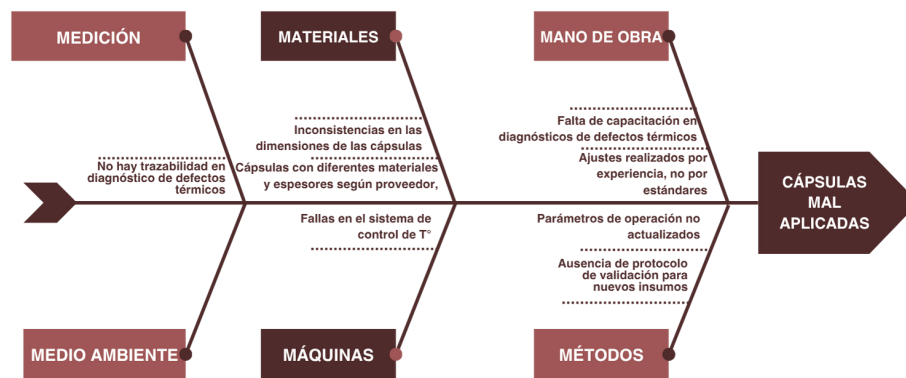 MEDICIÓN
MATERIALES
MANO DE OBRA
Inconsistencias en las
dimensiones de las cápsulas
Falta de capacitación en
diagnósticos de defectos térmicos
No hay trazabilidad en
diagnóstico de defectos
térmicos
Cápsulas con diferentes materiales
y espesores según proveedor,
Ajustes realizados por
experiencia, no por
estándares
CÁPSULAS
MAL
APLICADAS
Fallas en el sistema de
control de T°
Parámetros de operación no
actualizados
Ausencia de protocolo
de validación para
nuevos insumos
MEDIO AMBIENTE
MÁQUINAS
MÉTODOS